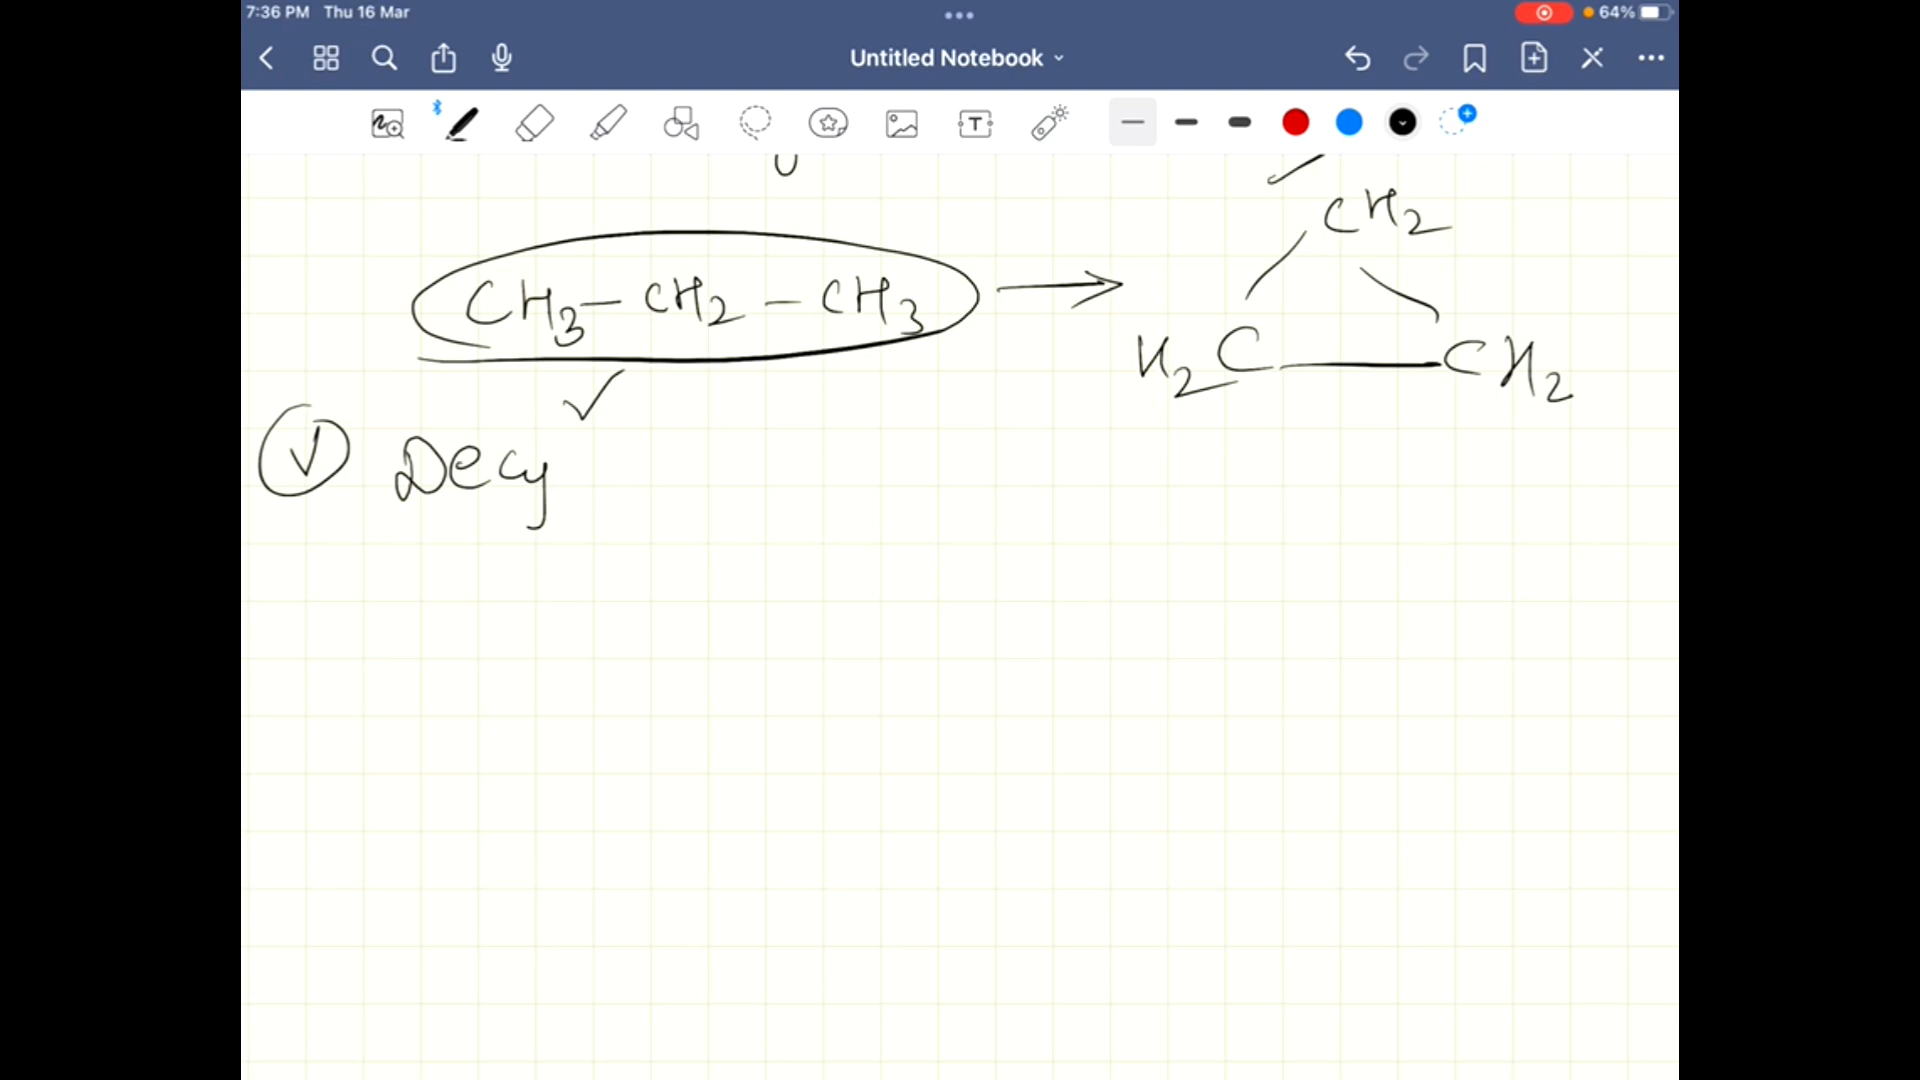 7:36 PM Thu 16 Mar
64%
Untitled Notebook
T
CH2
CH3 – CH2 – CH3 →
H2C — CH2
V Decy